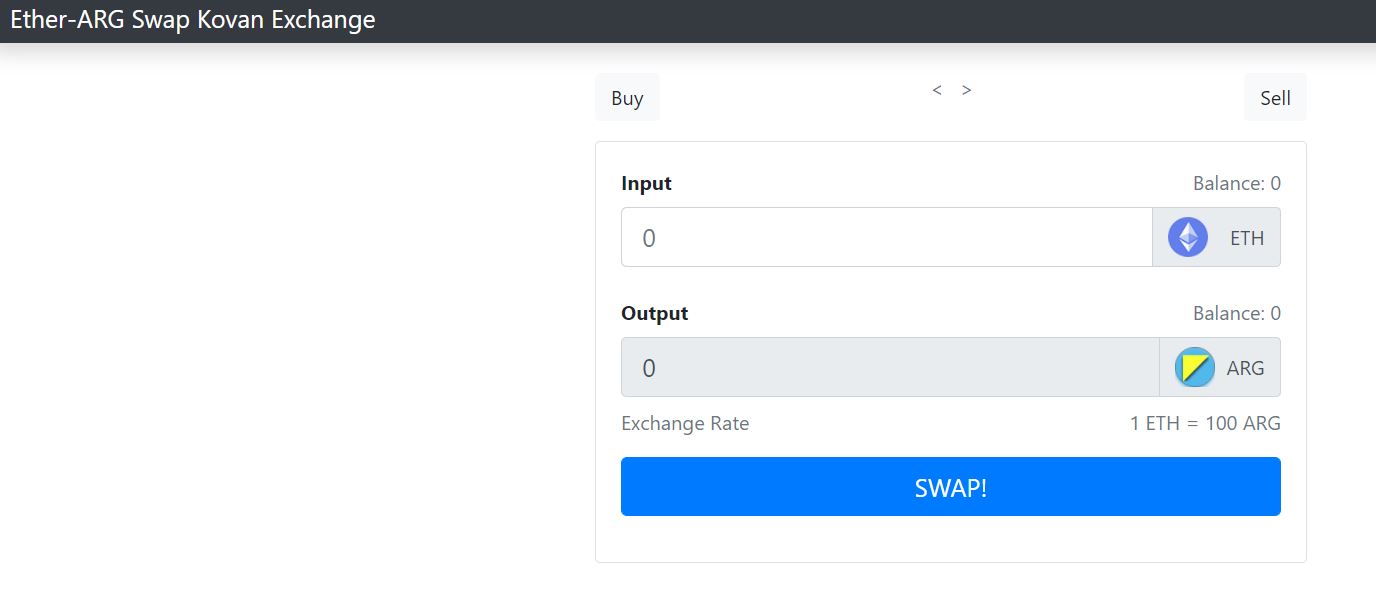 Ether-ARG Swap Kovan Exchange
Buy < > Sell
Input Balance: 0
0 ETH
Output Balance: 0
0 ARG
Exchange Rate 1 ETH = 100 ARG
SWAP!